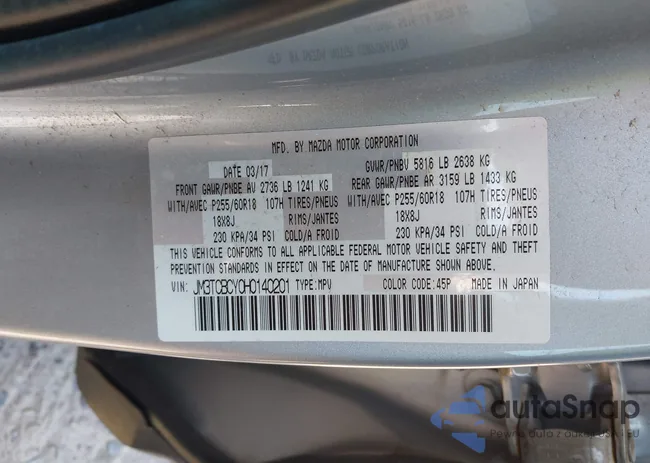 MFD. BY MAZDA MOTOR CORPORATION
DATE 03/17 GVWR/PNBV 5816 LB 2638 KG
FRONT GAWR/PNBE AV 2736 LB 1241 KG REAR GAWR/PNBE AR 3159 LB 1433 KG
WITH/AVEC P255/60R18 107H TIRES/PNEUS WITH/AVEC P255/60R18 107H TIRES/PNEUS
18X8J RIMS/JANTES 18X8J RIMS/JANTES
230 KPA/34 PSI COLD/A FROID 230 KPA/34 PSI COLD/A FROID
THIS VEHICLE CONFORMS TO ALL APPLICABLE FEDERAL MOTOR VEHICLE SAFETY AND THEFT
PREVENTION STANDARDS IN EFFECT ON THE DATE OF MANUFACTURE SHOWN ABOVE.
VIN: JM3TCBCY0H0140201 TYPE:MPV COLOR CODE:45P MADE IN JAPAN
autoSnap
Pewne auta z aukcji USA i EU